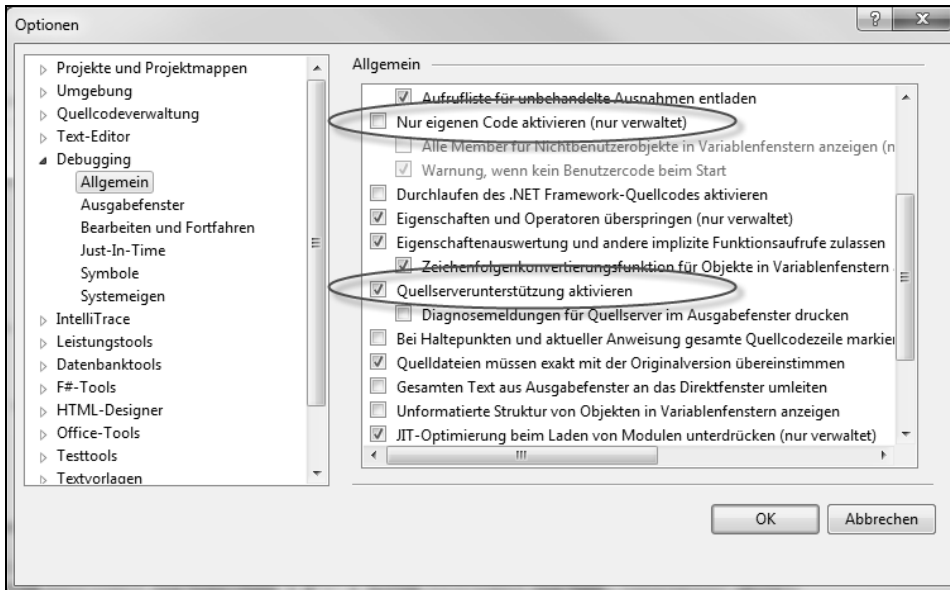 Optionen
Projekte und Projektmappen
Umgebung
Quellcodeverwaltung
Text-Editor
Debugging
Allgemein
Ausgabefenster
Bearbeiten und Fortfahren
Just-In-Time
Symbole
Systemeigen
IntelliTrace
Leistungstools
Datenbanktools
F#-Tools
HTML-Designer
Office-Tools
Testtools
Textvorlagen
Allgemein
Aufrufliste für unbehandelte Ausnahmen entladen
Nur eigenen Code aktivieren (nur verwaltet)
Alle Member für Nichtbenutzerobjekte in Variablenfenstern anzeigen (n
Warnung, wenn kein Benutzercode beim Start
Durchlaufen des .NET Framework-Quellcodes aktivieren
Eigenschaften und Operatoren überspringen (nur verwaltet)
Eigenschaftenauswertung und andere implizite Funktionsaufrufe zulassen
Zeichenfolgenkonvertierungsfunktion für Objekte in Variablenfenstern
Quellserverunterstützung aktivieren
Diagnosemeldungen für Quellserver im Ausgabefenster drucken
Bei Haltepunkten und aktueller Anweisung gesamte Quellcodezeile markie
Quelldateien müssen exakt mit der Originalversion übereinstimmen
Gesamten Text aus Ausgabefenster an das Direktfenster umleiten
Unformatierte Struktur von Objekten in Variablenfenstern anzeigen
JIT-Optimierung beim Laden von Modulen unterdrücken (nur verwaltet)
OK
Abbrechen